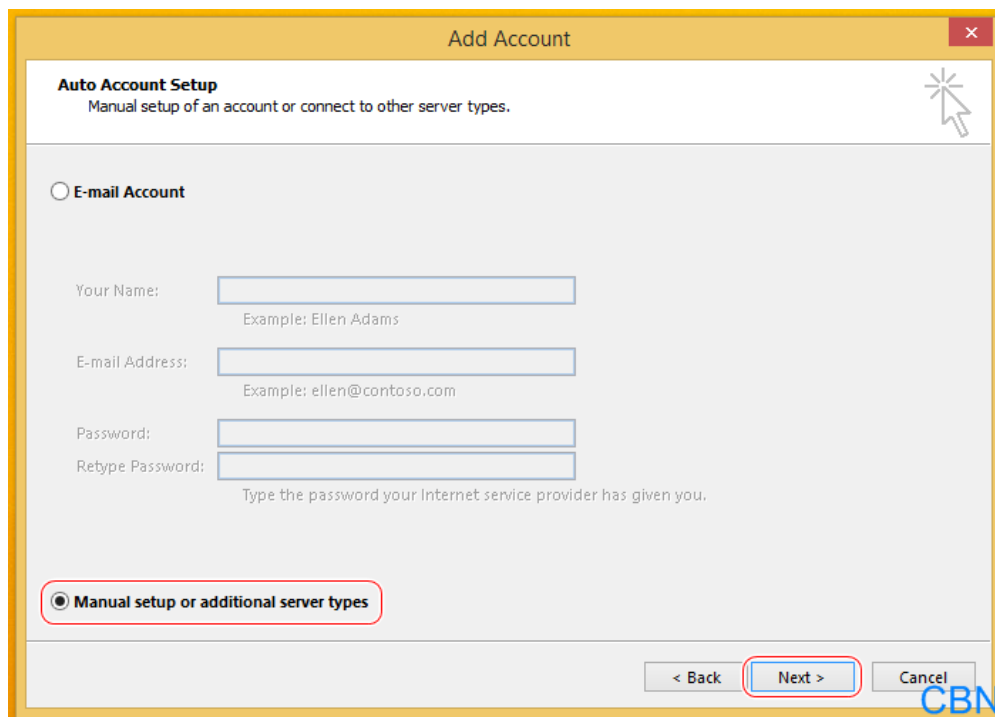 Add Account
Auto Account Setup
Manual setup of an account or connect to other server types.
E-mail Account
Your Name:
Example: Ellen Adams
E-mail Address:
Example: ellen@contoso.com
Password:
Retype Password:
Type the password your Internet service provider has given you.
Manual setup or additional server types
< Back Next > Cancel
CBN